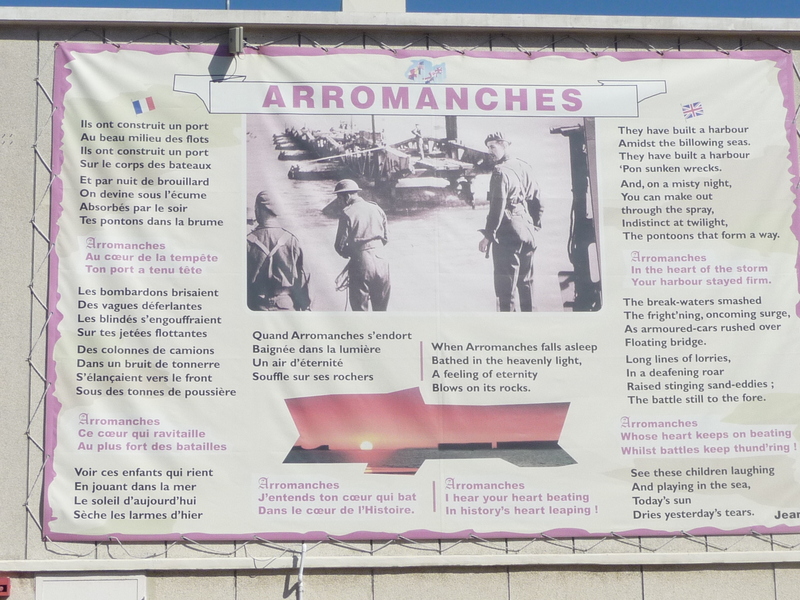 ARROMANCHES
Ils ont construit un port
Au beau milieu des flots
Ils ont construit un port
Sur le corps des bateaux
Et par nuit de brouillard
On devine sous l'écume
Absorbés par le soir
Tes pontons dans la brume
Arromanches
Au cœur de la tempête
Ton port a tenu tête
Les bombardons brisaient
Des vagues déferlantes
Les blindés s'engouffraient
Sur tes jetées flottantes
Des colonnes de camions
Dans un bruit de tonnerre
S'élançaient vers le front
Sous des tonnes de poussière
Arromanches
Ce cœur qui ravitaille
Au plus fort des batailles
Voir ces enfants qui rient
En jouant dans la mer
Le soleil d'aujourd'hui
Sèche les larmes d'hier
Quand Arromanches s'endort
Baignée dans la lumière
Un air d'éternité
Souffle sur ses rochers
Arromanches
J'entends ton cœur qui bat
Dans le cœur de l'Histoire.
When Arromanches falls asleep
Bathed in the heavenly light,
A feeling of eternity
Blows on its rocks.
Arromanches
I hear your heart beating
In history's heart leaping !
They have built a harbour
Amidst the billowing seas.
They have built a harbour
'Pon sunken wrecks.
And, on a misty night,
You can make out
through the spray,
Indistinct at twilight,
The pontoons that form a way.
Arromanches
In the heart of the storm
Your harbour stayed firm.
The break-waters smashed
The fright'ning, oncoming surge,
As armoured-cars rushed over
Floating bridge.
Long lines of lorries,
In a deafening roar
Raised stinging sand-eddies ;
The battle still to the fore.
Arromanches
Whose heart keeps on beating
Whilst battles keep thund'ring !
See these children laughing
And playing in the sea,
Today's sun
Dries yesterday's tears.
Jean